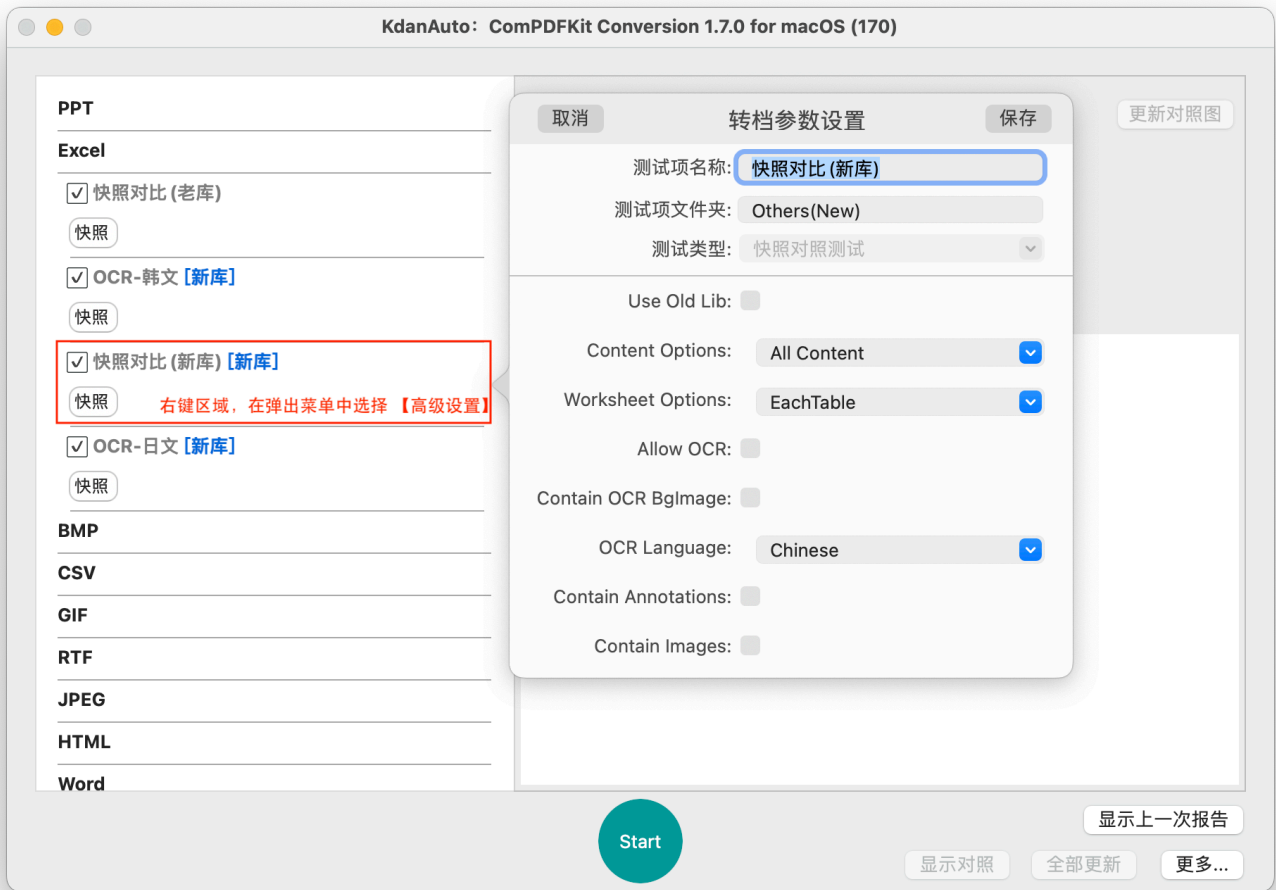 KdanAuto：ComPDFKit Conversion 1.7.0 for macOS (170)
PPT
Excel
快照对比(老库)
快照
OCR-韩文 [新库]
快照
快照对比(新库) [新库]
快照
右键区域，在弹出菜单中选择 【高级设置】
OCR-日文 [新库]
快照
BMP
CSV
GIF
RTF
JPEG
HTML
Word
取消
转档参数设置
保存
测试项名称: 快照对比(新库)
测试项文件夹: Others(New)
测试类型: 快照对照测试
Use Old Lib:
Content Options: All Content
Worksheet Options: EachTable
Allow OCR:
Contain OCR BgImage:
OCR Language: Chinese
Contain Annotations:
Contain Images:
更新对照图
Start
显示上一次报告
显示对照
全部更新
更多...